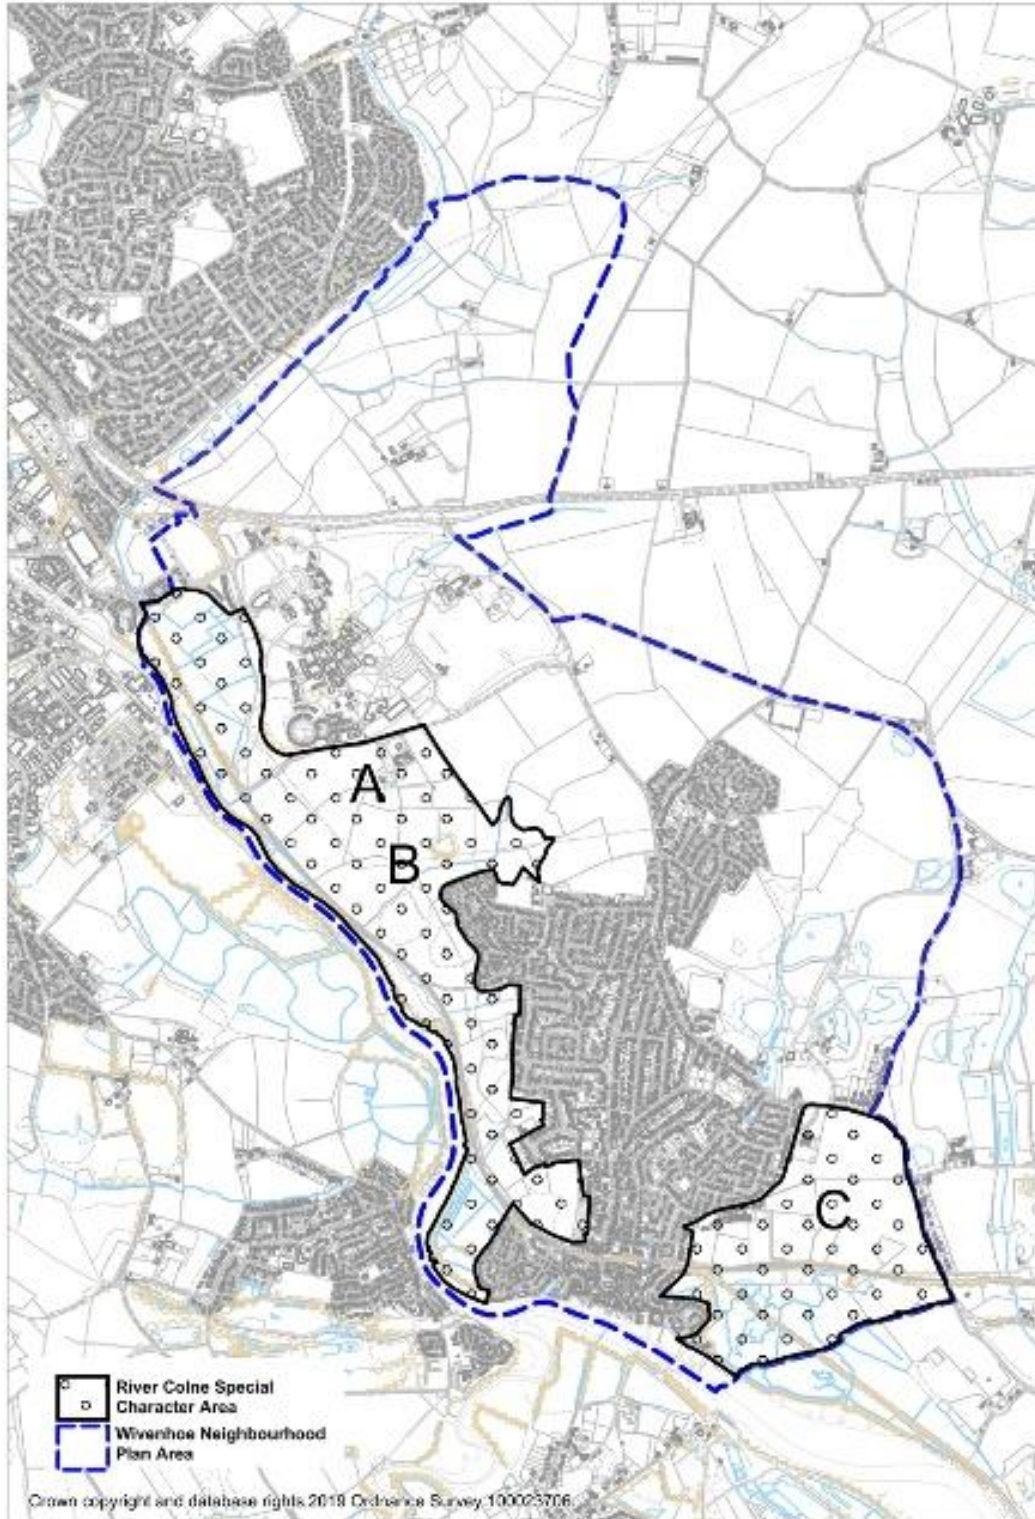 A
B
C
River Colne Special
Character Area
Wivenhoe Neighbourhood
Plan Area
Crown copyright and database rights 2019 Ordnance Survey 100023706.